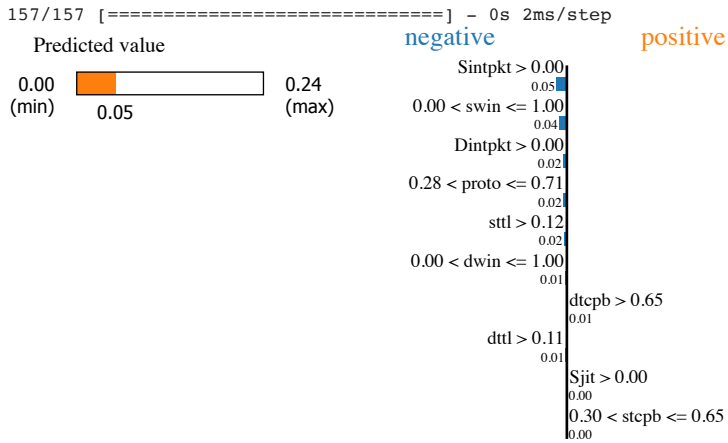 157/157 [==============================] - 0s 2ms/step
Predicted value
0.00
(min)
0.05
0.24
(max)
negative
positive
Sintpkt > 0.00
0.05
0.00 < swin <= 1.00
0.04
Dintpkt > 0.00
0.02
0.28 < proto <= 0.71
0.02
sttl > 0.12
0.02
0.00 < dwin <= 1.00
0.01
dtcpb > 0.65
0.01
dttl > 0.11
0.01
Sjit > 0.00
0.00
0.30 < stcpb <= 0.65
0.00